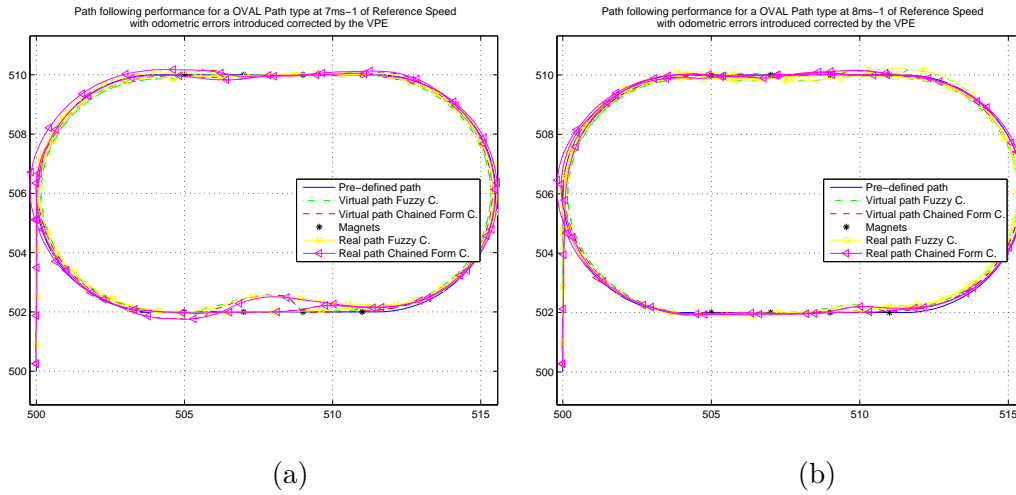 Path following performance for a OVAL Path type at 7ms−1 of Reference Speed
with odometric errors introduced corrected by the VPE
510
508
506
504
502
500
500
505
510
515
Pre-defined path
Virtual path Fuzzy C.
Virtual path Chained Form C.
Magnets
Real path Fuzzy C.
Real path Chained Form C.
(a)
Path following performance for a OVAL Path type at 8ms−1 of Reference Speed
with odometric errors introduced corrected by the VPE
510
508
506
504
502
500
500
505
510
515
Pre-defined path
Virtual path Fuzzy C.
Virtual path Chained Form C.
Magnets
Real path Fuzzy C.
Real path Chained Form C.
(b)